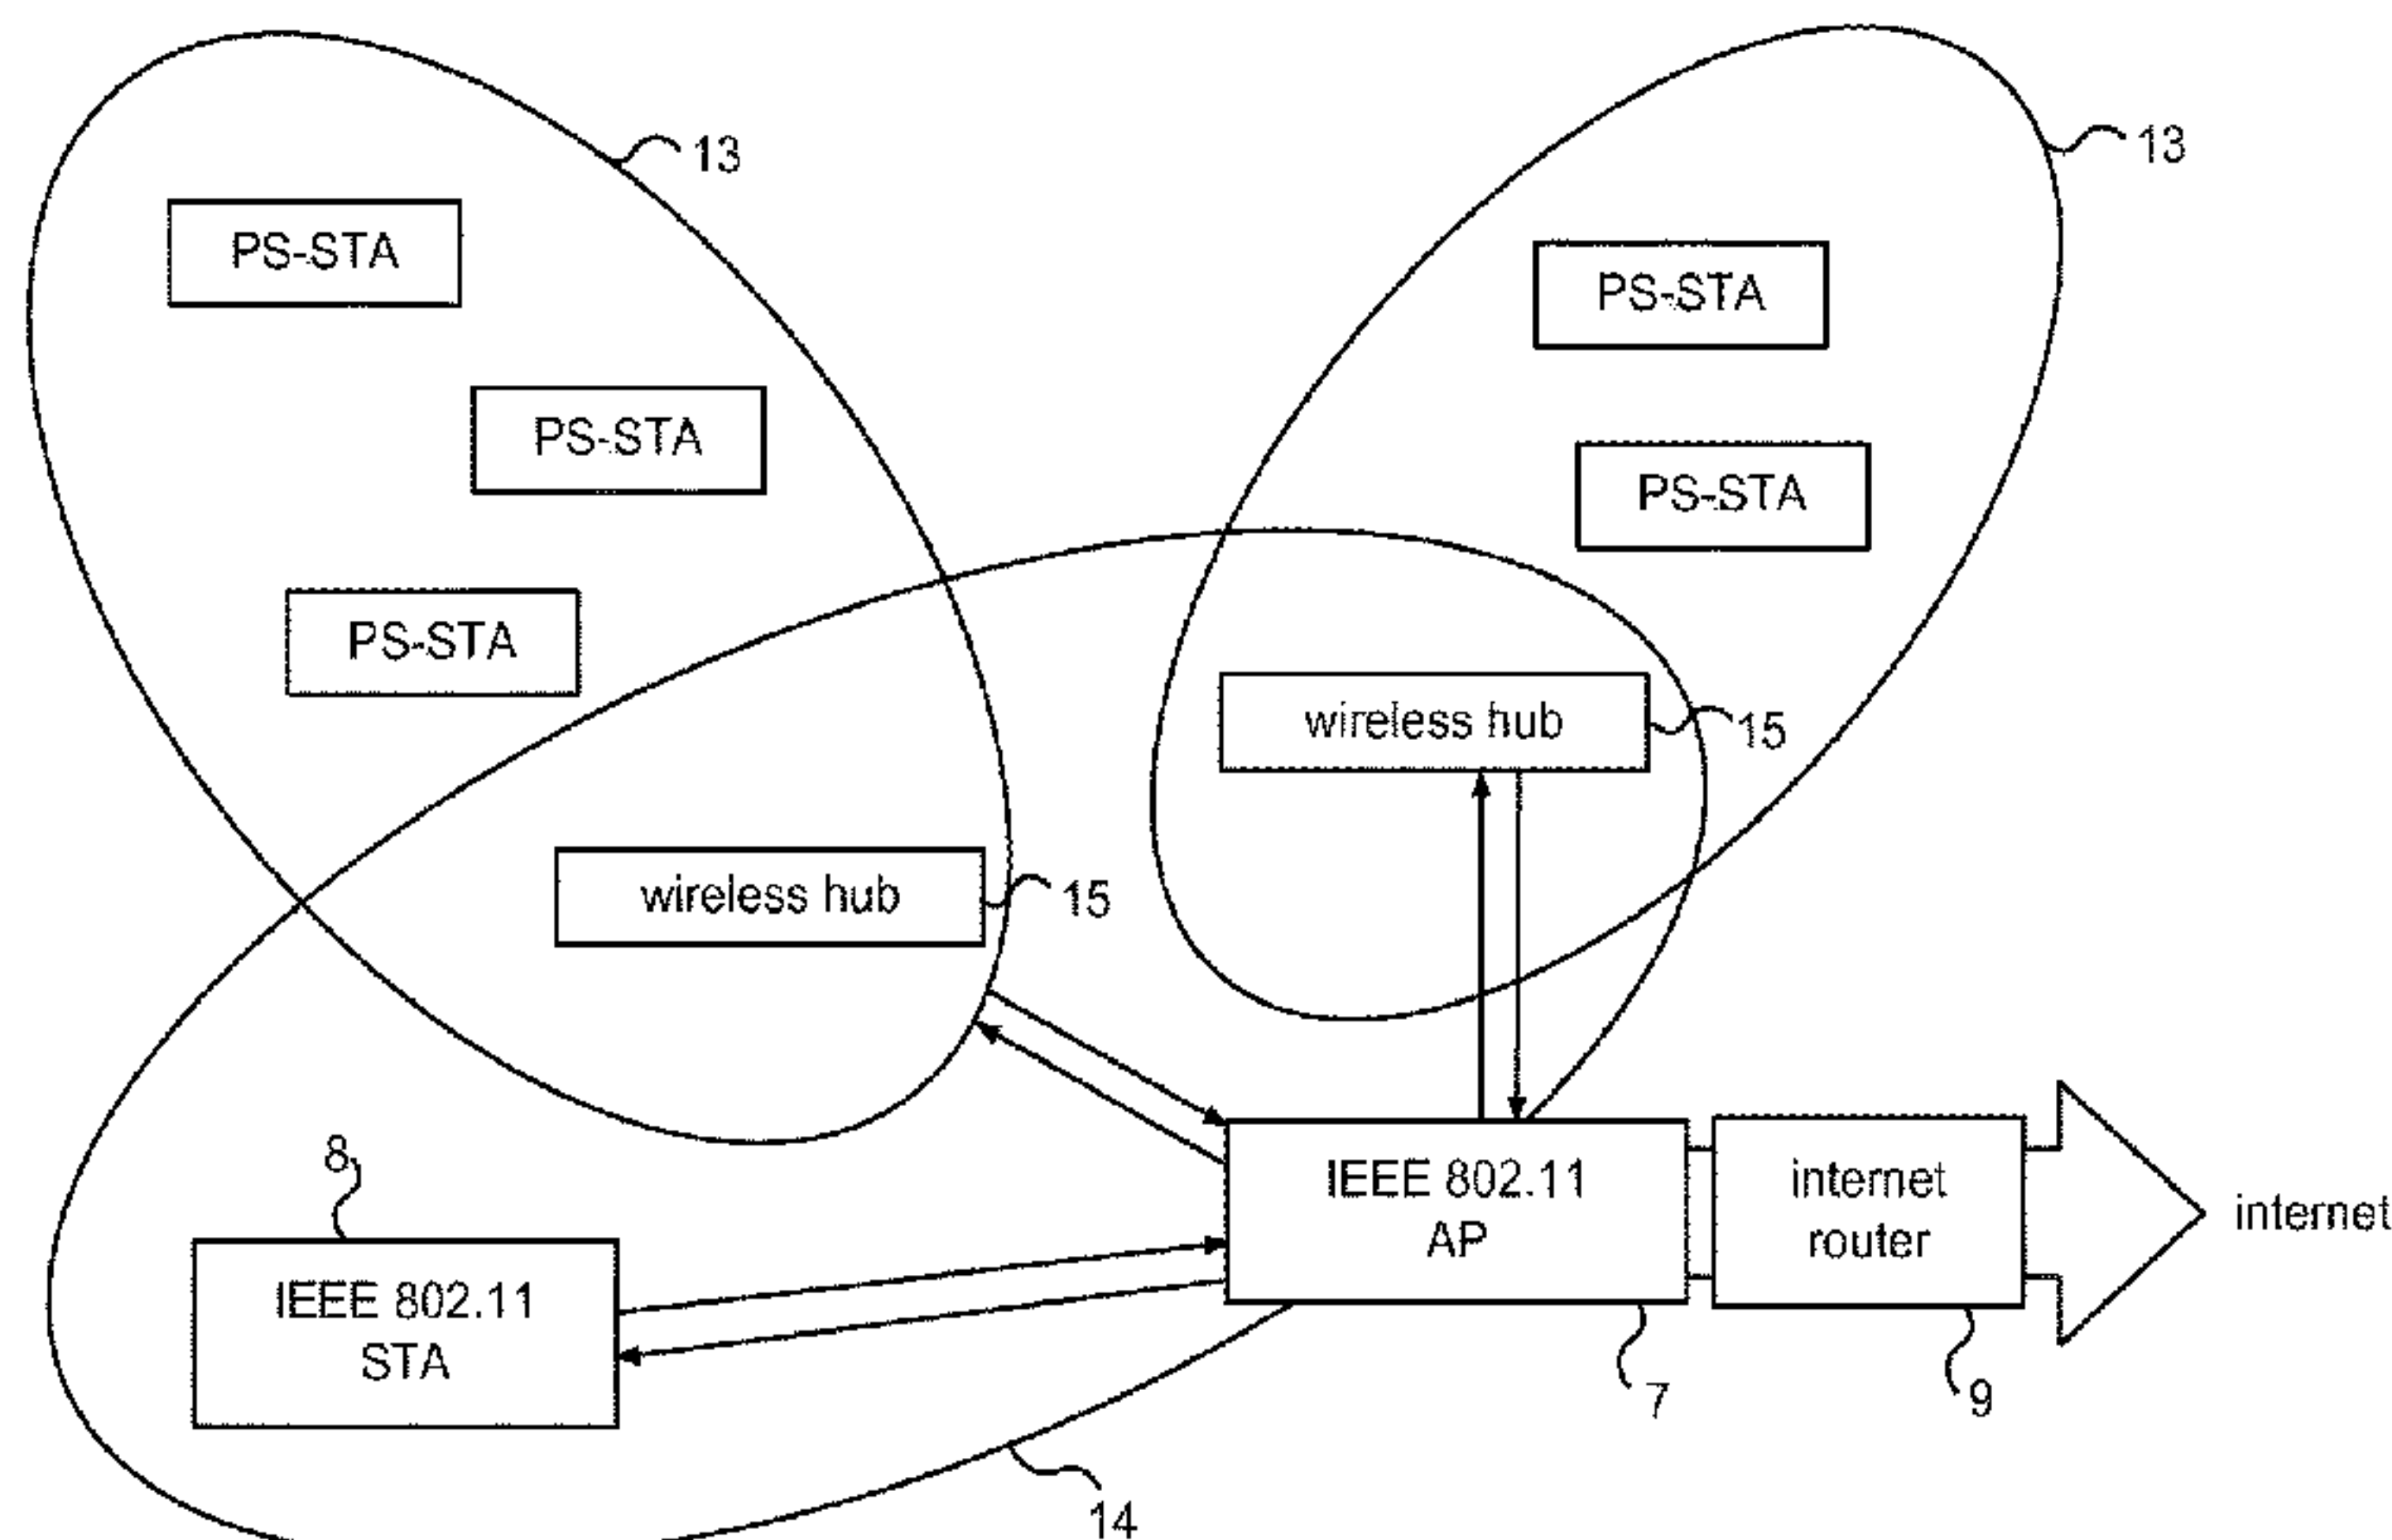 13
13
PS-STA
PS-STA
PS-STA
PS-STA
PS-STA
wireless hub
15
wireless hub
15
8
IEEE 802.11
STA
IEEE 802.11
AP
internet
router
internet
7
9
14